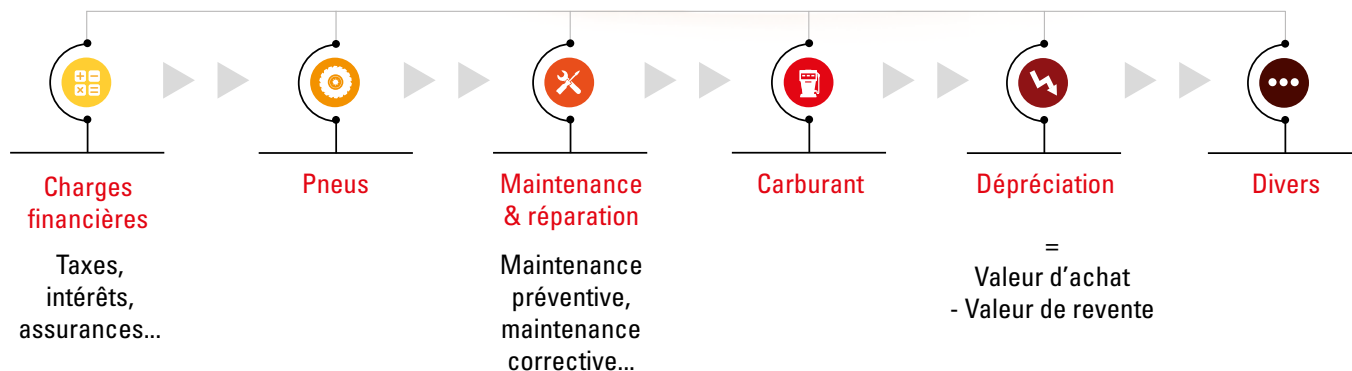 Charges
financières
Taxes,
intérêts,
assurances...
Pneus
Maintenance
& réparation
Maintenance
préventive,
maintenance
corrective...
Carburant
Dépréciation
=
Valeur d’achat
- Valeur de revente
Divers